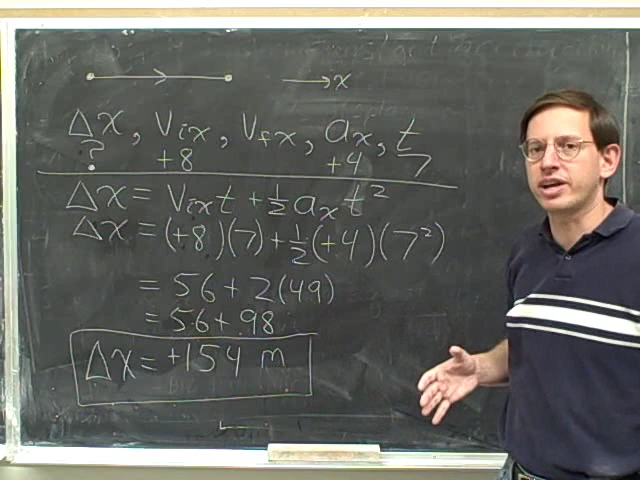 x
Δx, Vix, Vfx, ax, t
? +8 +4 7
Δx = Vixt + ½axt²
Δx = (+8)(7) + ½(+4)(7²)
= 56 + 2(49)
= 56 + 98
Δx = +154 m